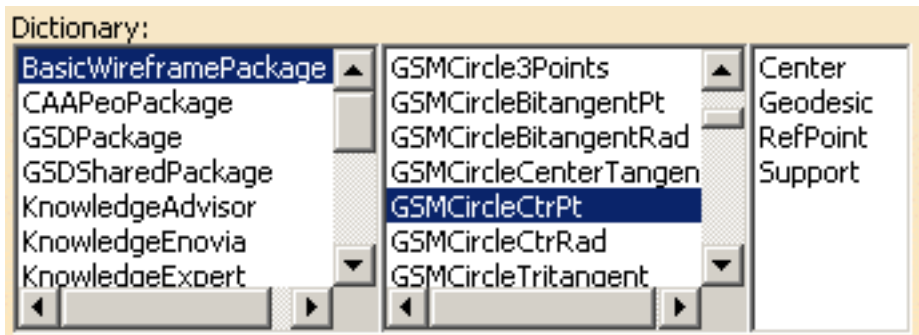 Dictionary:
BasicWireframePackage
CAAPeoPackage
GSDPackage
GSDSharedPackage
KnowledgeAdvisor
KnowledgeEnovia
KnowledgeExpert
GSMCircle3Points
GSMCircleBitangentPt
GSMCircleBitangentRad
GSMCircleCenterTangen
GSMCircleCtrPt
GSMCircleCtrRad
GSMCircleTritangent
Center
Geodesic
RefPoint
Support